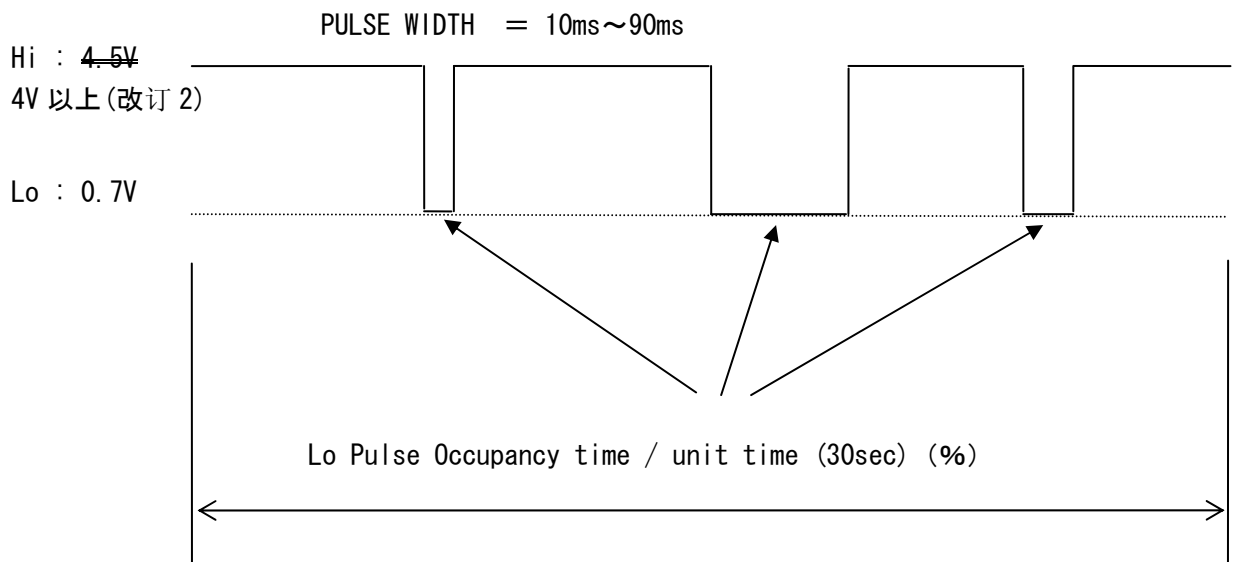 PULSE WIDTH = 10ms～90ms
Hi : 4.5V
4V 以上(改订 2)
Lo : 0.7V
Lo Pulse Occupancy time / unit time (30sec) (%)